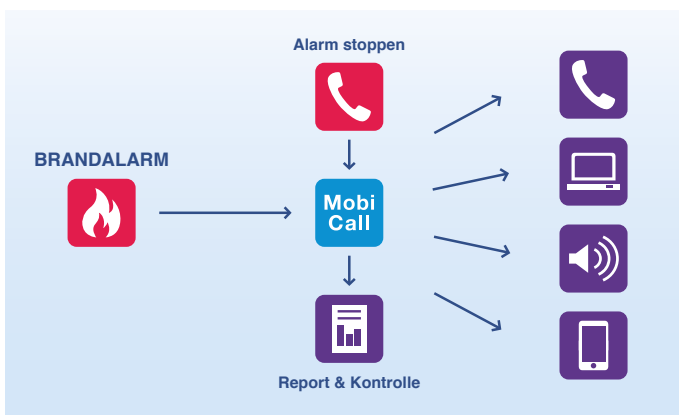 Alarm stoppen
BRANDALARM
Mobi
Call
Report & Kontrolle